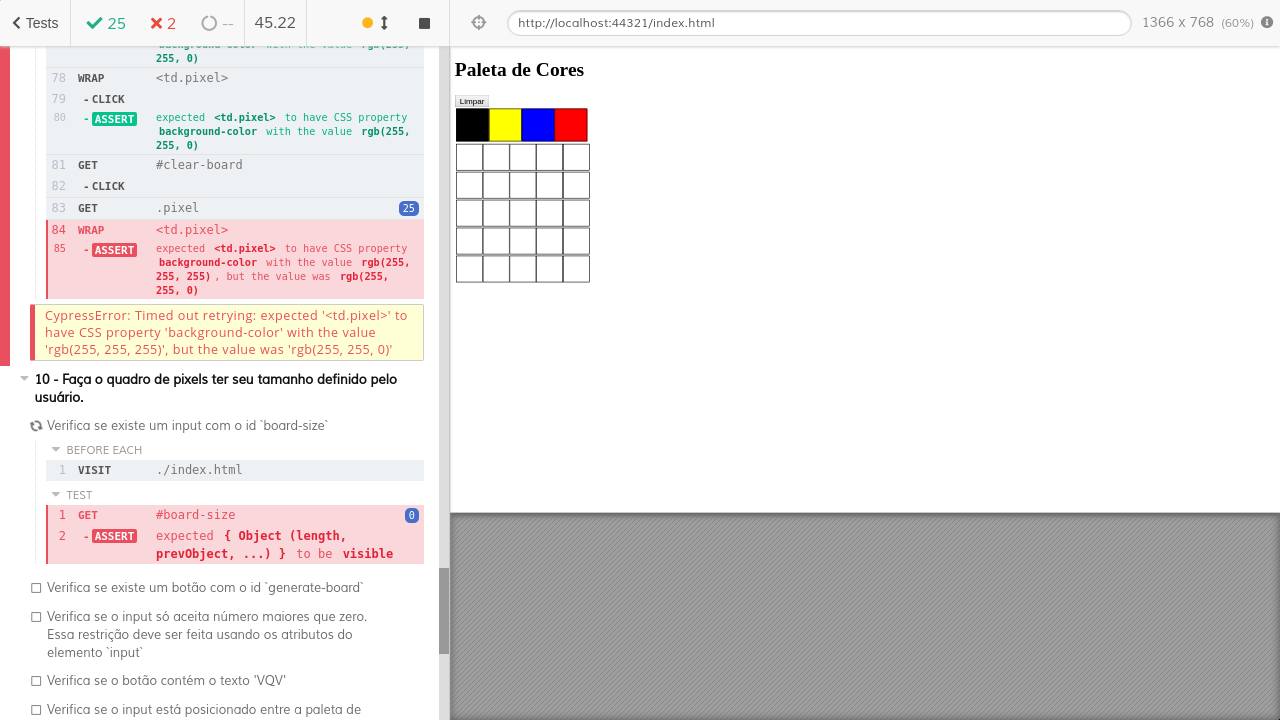 Tests
25
2
--
45.22
http://localhost:44321/index.html
1366 x 768 (60%)
background-color with the value rgb(255,
255, 0)
78 WRAP <td.pixel>
79 - CLICK
80 - ASSERT expected <td.pixel> to have CSS property
background-color with the value rgb(255,
255, 0)
81 GET #clear-board
82 - CLICK
83 GET .pixel 25
84 WRAP <td.pixel>
85 - ASSERT expected <td.pixel> to have CSS property
background-color with the value rgb(255,
255, 255) , but the value was rgb(255,
255, 0)
CypressError: Timed out retrying: expected '<td.pixel>' to
have CSS property 'background-color' with the value
'rgb(255, 255, 255)', but the value was 'rgb(255, 255, 0)'
10 - Faça o quadro de pixels ter seu tamanho definido pelo
usuário.
Verifica se existe um input com o id `board-size`
BEFORE EACH
1 VISIT ./index.html
TEST
1 GET #board-size 0
2 - ASSERT expected { Object (length,
prevObject, ...) } to be visible
Verifica se existe um botão com o id `generate-board`
Verifica se o input só aceita número maiores que zero.
Essa restrição deve ser feita usando os atributos do
elemento `input`
Verifica se o botão contém o texto 'VQV'
Verifica se o input está posicionado entre a paleta de
Paleta de Cores
Limpar